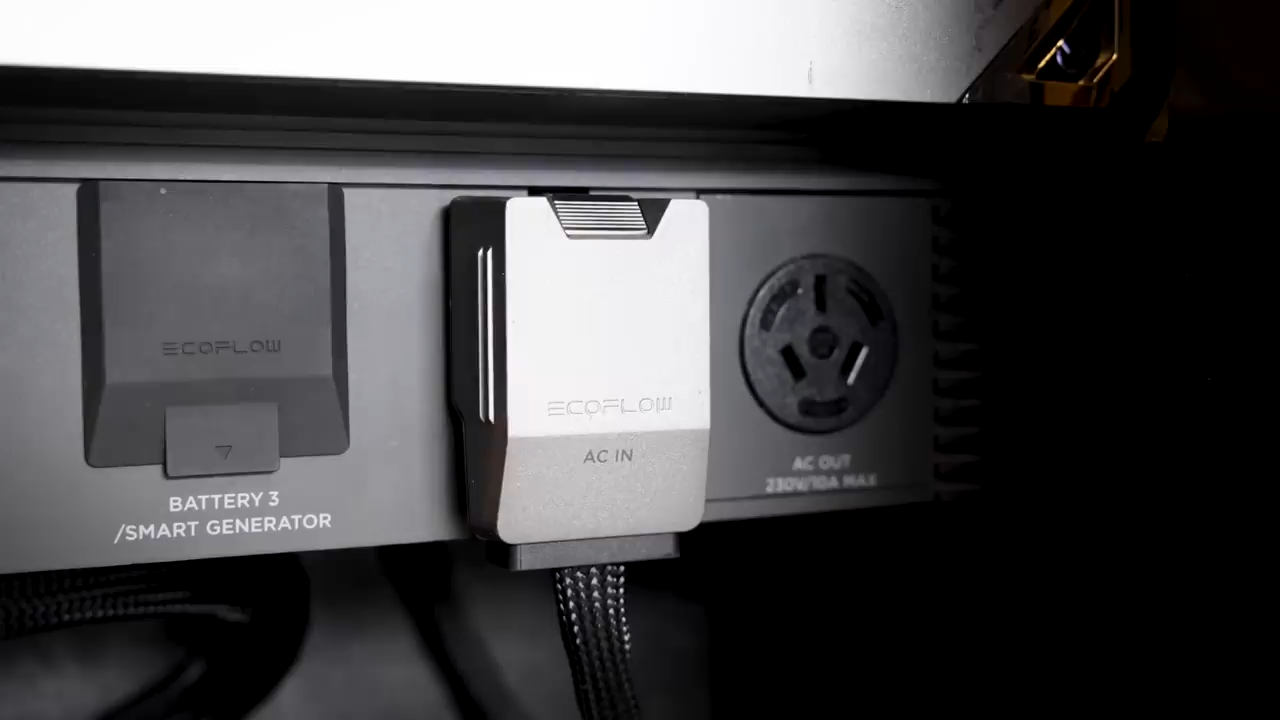 ECOFLOW
BATTERY 3
/SMART GENERATOR
ECOFLOW
AC IN
AC OUT
230V/10A MAX